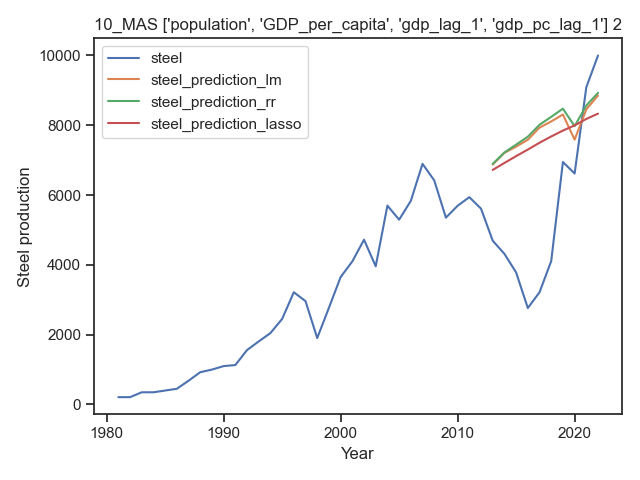 10_MAS ['population', 'GDP_per_capita', 'gdp_lag_1', 'gdp_pc_lag_1'] 2
steel
steel_prediction_lm
steel_prediction_rr
steel_prediction_lasso
Steel production
10000
8000
6000
4000
2000
0
1980 1990 2000 2010 2020
Year